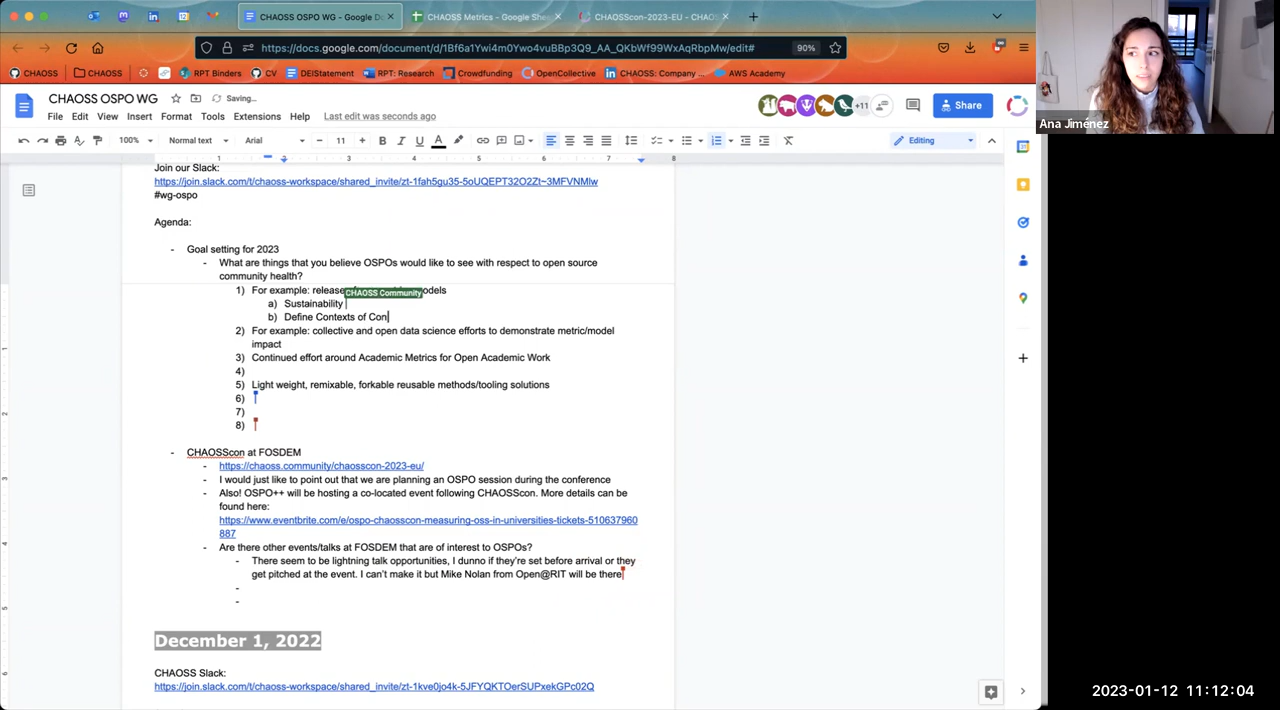 CHAOSS OSPO WG - Google D
CHAOSS Metrics - Google She
CHAOSScon-2023-EU - CHAO
https://docs.google.com/document/d/1Bf6a1Ywi4m0Ywo4vuBBp3Q9_AA_QKbWf99WxAqRbpMw/edit#
90%
CHAOSS
CHAOSS
RPT Binders
CV
DEIStatement
RPT: Research
Crowdfunding
OpenCollective
CHAOSS: Company ...
AWS Academy
Ana Jiménez
CHAOSS OSPO WG
Saving...
File Edit View Insert Format Tools Extensions Help
Last edit was seconds ago
+11
Share
100%
Normal text
Arial
11
Editing
Join our Slack:
https://join.slack.com/t/chaoss-workspace/shared_invite/zt-1fah5gu35-5oUQEPT32O2Zt~3MFVNMlw
#wg-ospo
Agenda:
- Goal setting for 2023
- What are things that you believe OSPOs would like to see with respect to open source
community health?
1) For example: release
odels
CHAOSS Community
a) Sustainability
b) Define Contexts of Con
2) For example: collective and open data science efforts to demonstrate metric/model
impact
3) Continued effort around Academic Metrics for Open Academic Work
4)
5) Light weight, remixable, forkable reusable methods/tooling solutions
6)
7)
8)
- CHAOSScon at FOSDEM
- https://chaoss.community/chaosscon-2023-eu/
- I would just like to point out that we are planning an OSPO session during the conference
- Also! OSPO++ will be hosting a co-located event following CHAOSScon. More details can be
found here:
https://www.eventbrite.com/e/ospo-chaosscon-measuring-oss-in-universities-tickets-510637960
887
- Are there other events/talks at FOSDEM that are of interest to OSPOs?
- There seem to be lightning talk opportunities, I dunno if they're set before arrival or they
get pitched at the event. I can't make it but Mike Nolan from Open@RIT will be there
-
-
December 1, 2022
CHAOSS Slack:
https://join.slack.com/t/chaoss-workspace/shared_invite/zt-1kve0jo4k-5JFYQKTOerSUPxekGPc02Q
2023-01-12 11:12:04